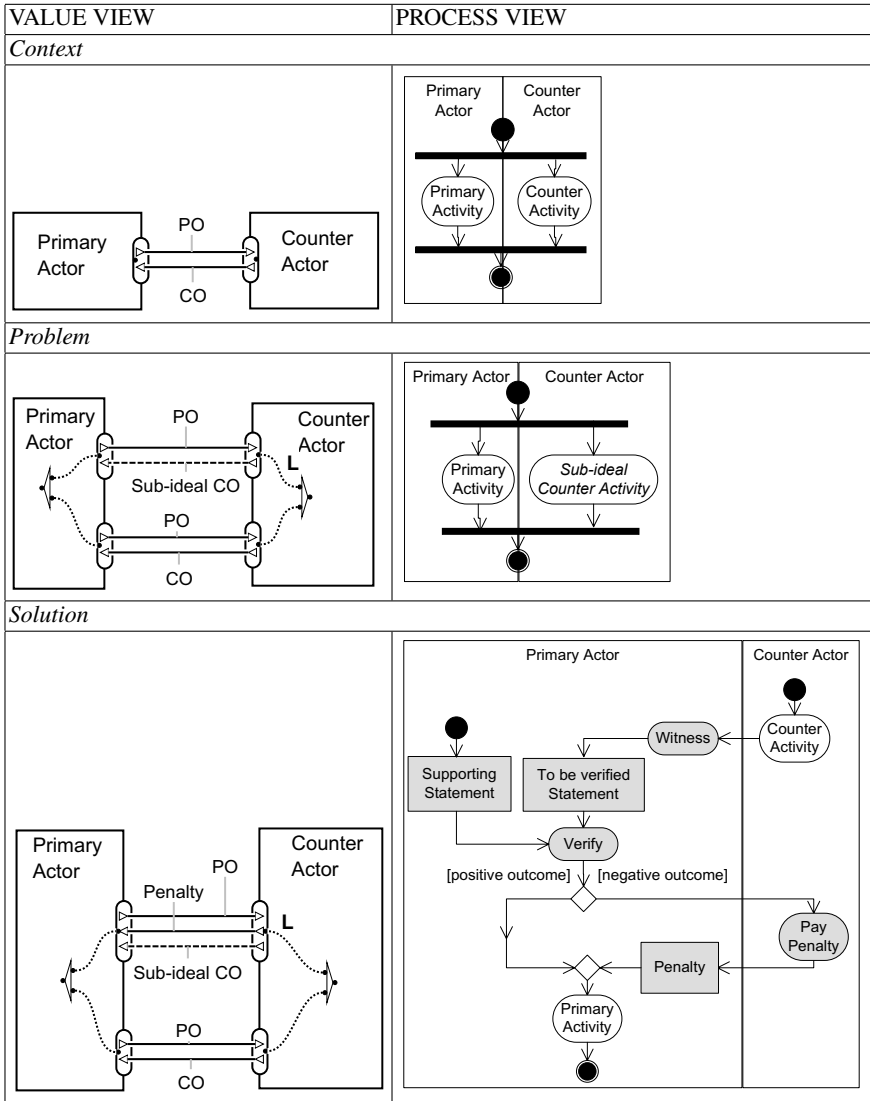 VALUE VIEW
PROCESS VIEW
Context
Primary
Actor
PO
CO
Counter
Actor
Primary
Actor
Counter
Actor
Primary
Activity
Counter
Activity
Problem
Primary
Actor
PO
Sub-ideal CO
PO
CO
Counter
Actor
L
Primary Actor
Counter Actor
Primary
Activity
Sub-ideal
Counter Activity
Solution
Primary
Actor
PO
Penalty
Sub-ideal CO
PO
CO
Counter
Actor
L
Primary Actor
Counter Actor
Witness
Counter
Activity
Supporting
Statement
To be verified
Statement
Verify
[positive outcome]
[negative outcome]
Pay
Penalty
Penalty
Primary
Activity